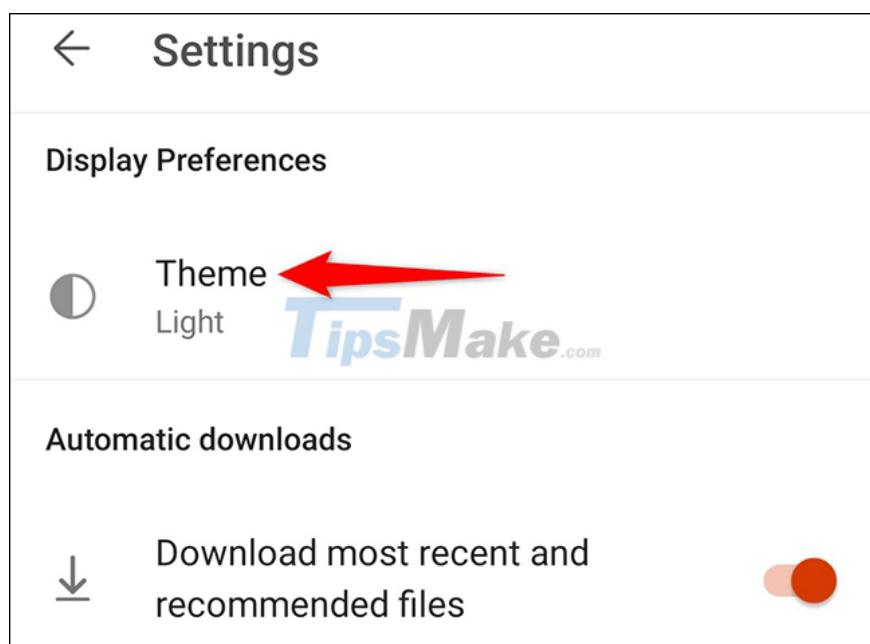 Settings
Display Preferences
Theme
Light
TipsMake.com
Automatic downloads
Download most recent and
recommended files